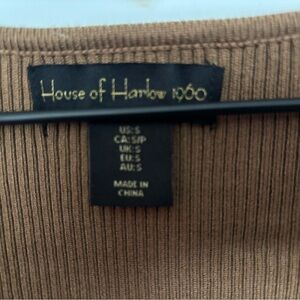 House of Harlow 1960
US:S
CA:S/P
UK:S
EU:S
AU:S
MADE IN
CHINA